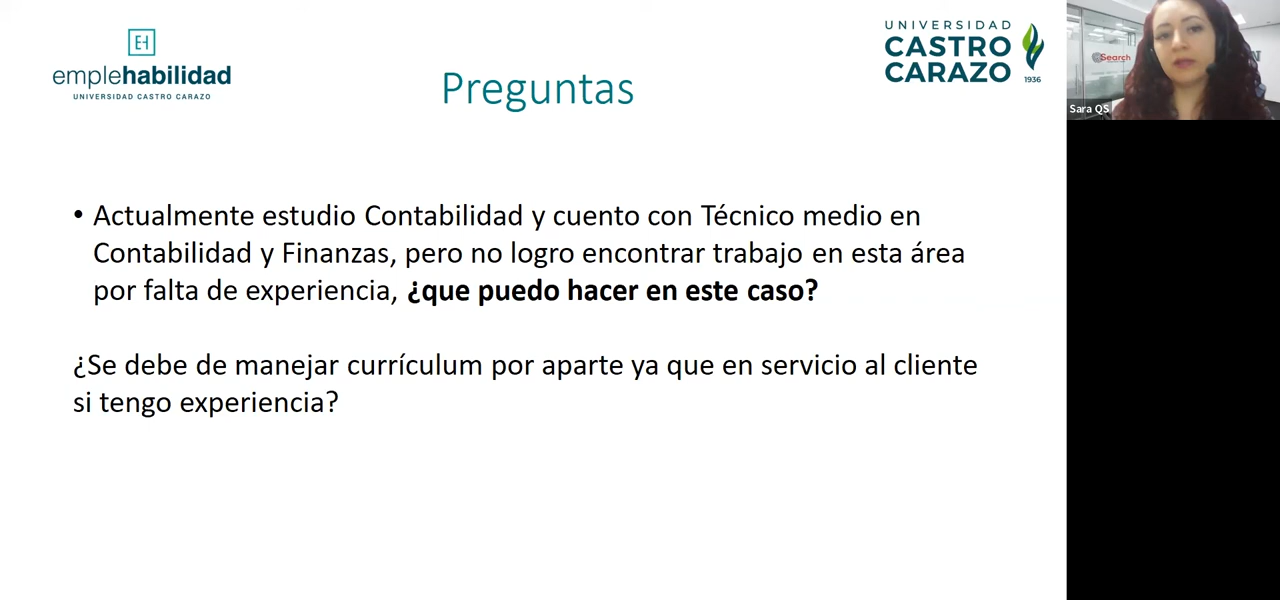 EH
emplehabilidad
UNIVERSIDAD CASTRO CARAZO
Preguntas
UNIVERSIDAD
CASTRO
CARAZO
1936
Search
Sara QS
• Actualmente estudio Contabilidad y cuento con Técnico medio en
Contabilidad y Finanzas, pero no logro encontrar trabajo en esta área
por falta de experiencia, ¿que puedo hacer en este caso?
¿Se debe de manejar currículum por aparte ya que en servicio al cliente
si tengo experiencia?